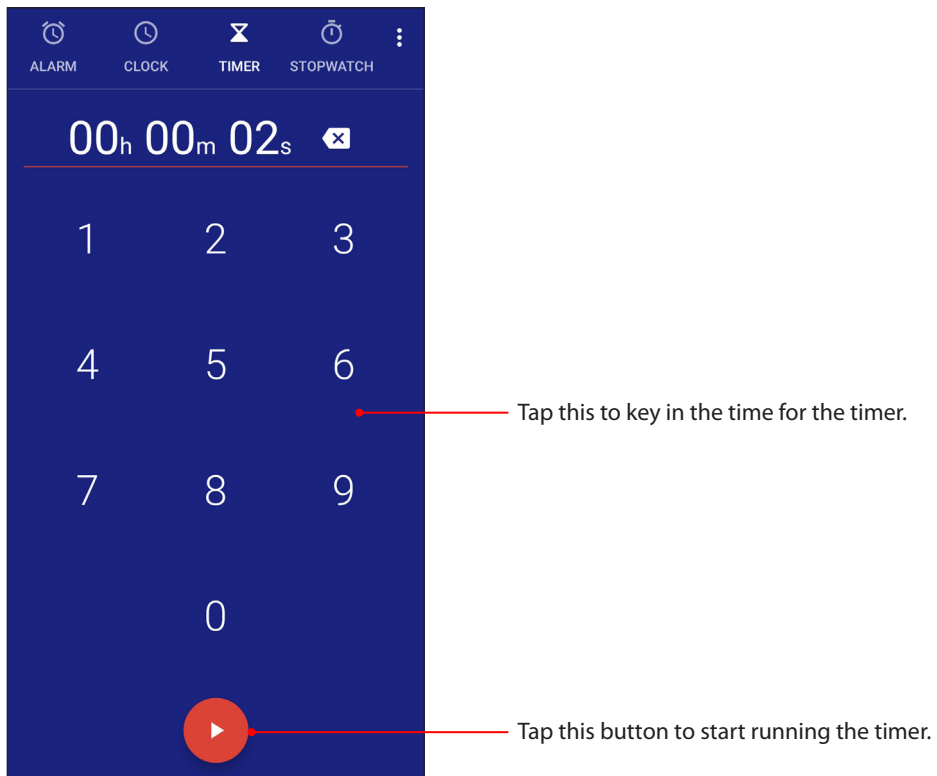 ALARM CLOCK TIMER STOPWATCH
00h 00m 02s
1 2 3
4 5 6
Tap this to key in the time for the timer.
7 8 9
0
Tap this button to start running the timer.